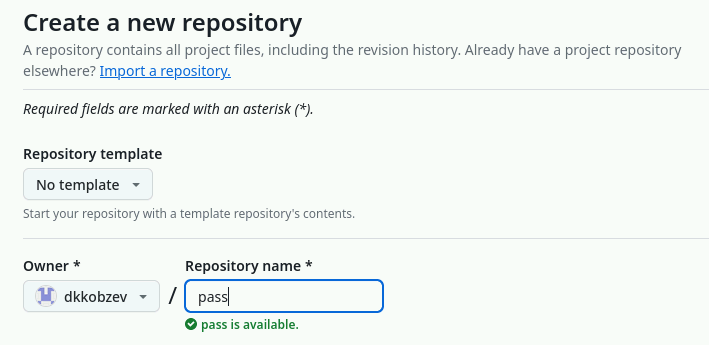 Create a new repository
A repository contains all project files, including the revision history. Already have a project repository
elsewhere? Import a repository.
Required fields are marked with an asterisk (*).
Repository template
No template
Start your repository with a template repository's contents.
Owner * Repository name *
dkkobzev / pass
pass is available.